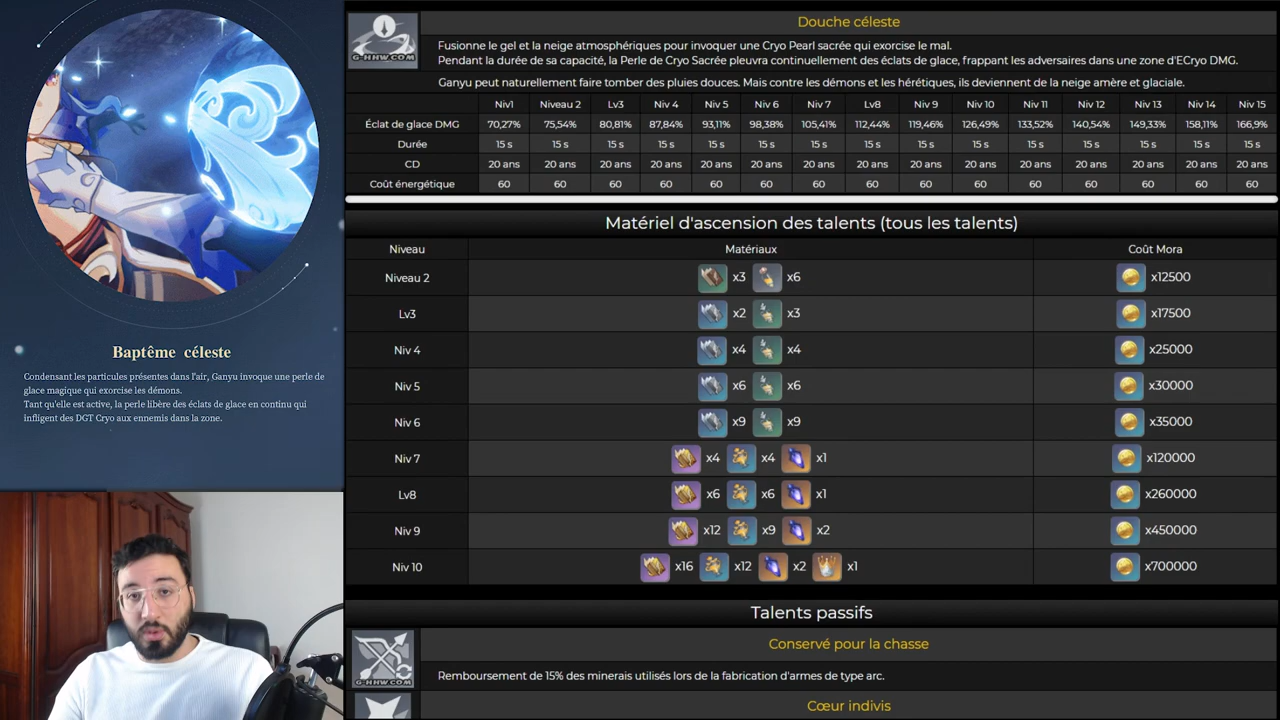 Baptême céleste
Condensant les particules présentes dans l'air, Ganyu invoque une perle de
glace magique qui exorcise les démons.
Tant qu'elle est active, la perle libère des éclats de glace en continu qui
infligent des DGT Cryo aux ennemis dans la zone.
G-HHW.COM
Douche céleste
Fusionne le gel et la neige atmosphériques pour invoquer une Cryo Pearl sacrée qui exorcise le mal.
Pendant la durée de sa capacité, la Perle de Cryo Sacrée pleuvra continuellement des éclats de glace, frappant les adversaires dans une zone d'ECryo DMG.
Ganyu peut naturellement faire tomber des pluies douces. Mais contre les démons et les hérétiques, ils deviennent de la neige amère et glaciale.
Niv1 Niveau 2 Lv3 Niv 4 Niv 5 Niv 6 Niv 7 Lv8 Niv 9 Niv 10 Niv 11 Niv 12 Niv 13 Niv 14 Niv 15
Éclat de glace DMG 70,27% 75,54% 80,81% 87,84% 93,11% 98,38% 105,41% 112,44% 119,46% 126,49% 133,52% 140,54% 149,33% 158,11% 166,9%
Durée 15 s 15 s 15 s 15 s 15 s 15 s 15 s 15 s 15 s 15 s 15 s 15 s 15 s 15 s 15 s
CD 20 ans 20 ans 20 ans 20 ans 20 ans 20 ans 20 ans 20 ans 20 ans 20 ans 20 ans 20 ans 20 ans 20 ans 20 ans
Coût énergétique 60 60 60 60 60 60 60 60 60 60 60 60 60 60 60
Matériel d'ascension des talents (tous les talents)
Niveau Matériaux Coût Mora
Niveau 2 x3 x6 x12500
Lv3 x2 x3 x17500
Niv 4 x4 x4 x25000
Niv 5 x6 x6 x30000
Niv 6 x9 x9 x35000
Niv 7 x4 x4 x1 x120000
Lv8 x6 x6 x1 x260000
Niv 9 x12 x9 x2 x450000
Niv 10 x16 x12 x2 x1 x700000
Talents passifs
G-HHW.COM
Conservé pour la chasse
Remboursement de 15% des minerais utilisés lors de la fabrication d'armes de type arc.
Cœur indivis